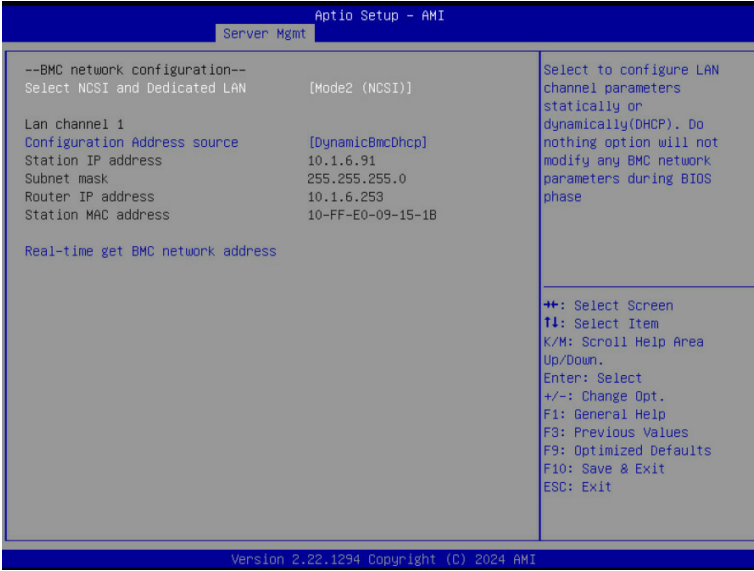 Aptio Setup - AMI
Server Mgmt
--BMC network configuration--
Select NCSI and Dedicated LAN [Mode2 (NCSI)]
Lan channel 1
Configuration Address source [DynamicBmcDhcp]
Station IP address 10.1.6.91
Subnet mask 255.255.255.0
Router IP address 10.1.6.253
Station MAC address 10-FF-E0-09-15-1B
Real-time get BMC network address
Select to configure LAN
channel parameters
statically or
dynamically(DHCP). Do
nothing option will not
modify any BMC network
parameters during BIOS
phase
→←: Select Screen
↑↓: Select Item
K/M: Scroll Help Area
Up/Down.
Enter: Select
+/-: Change Opt.
F1: General Help
F3: Previous Values
F9: Optimized Defaults
F10: Save & Exit
ESC: Exit
Version 2.22.1294 Copyright (C) 2024 AMI